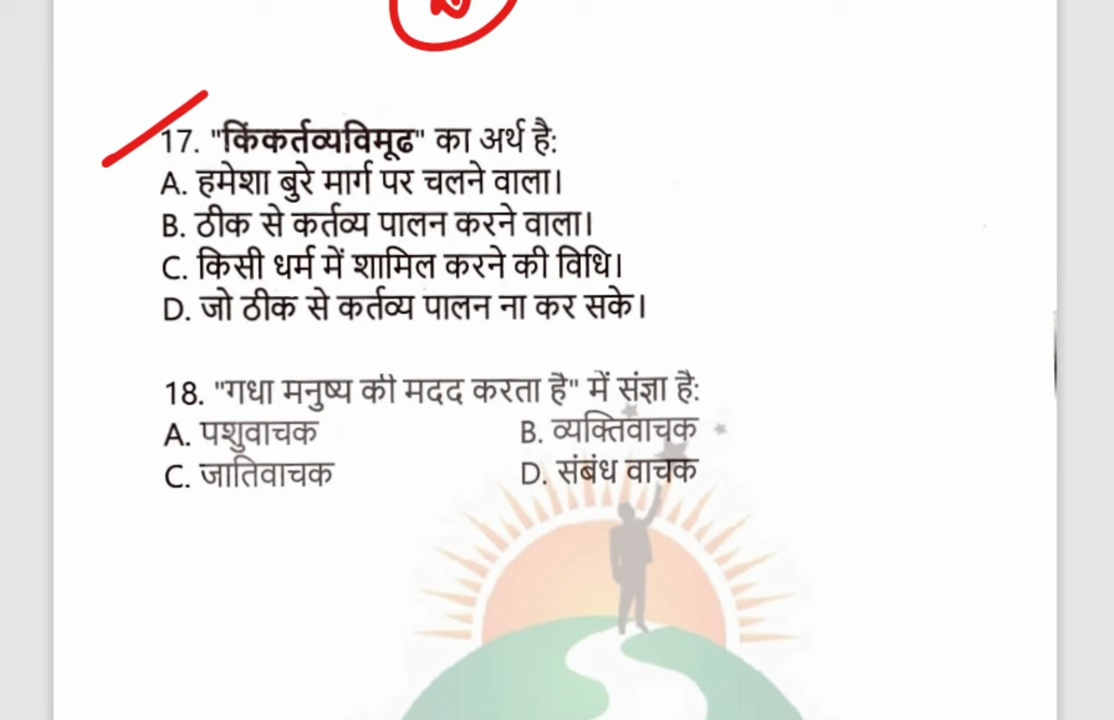 17. "किंकर्तव्यविमूढ" का अर्थ है:
A. हमेशा बुरे मार्ग पर चलने वाला।
B. ठीक से कर्तव्य पालन करने वाला।
C. किसी धर्म में शामिल करने की विधि।
D. जो ठीक से कर्तव्य पालन ना कर सके।
18. "गधा मनुष्य की मदद करता है" में संज्ञा है:
A. पशुवाचक B. व्यक्तिवाचक
C. जातिवाचक D. संबंध वाचक